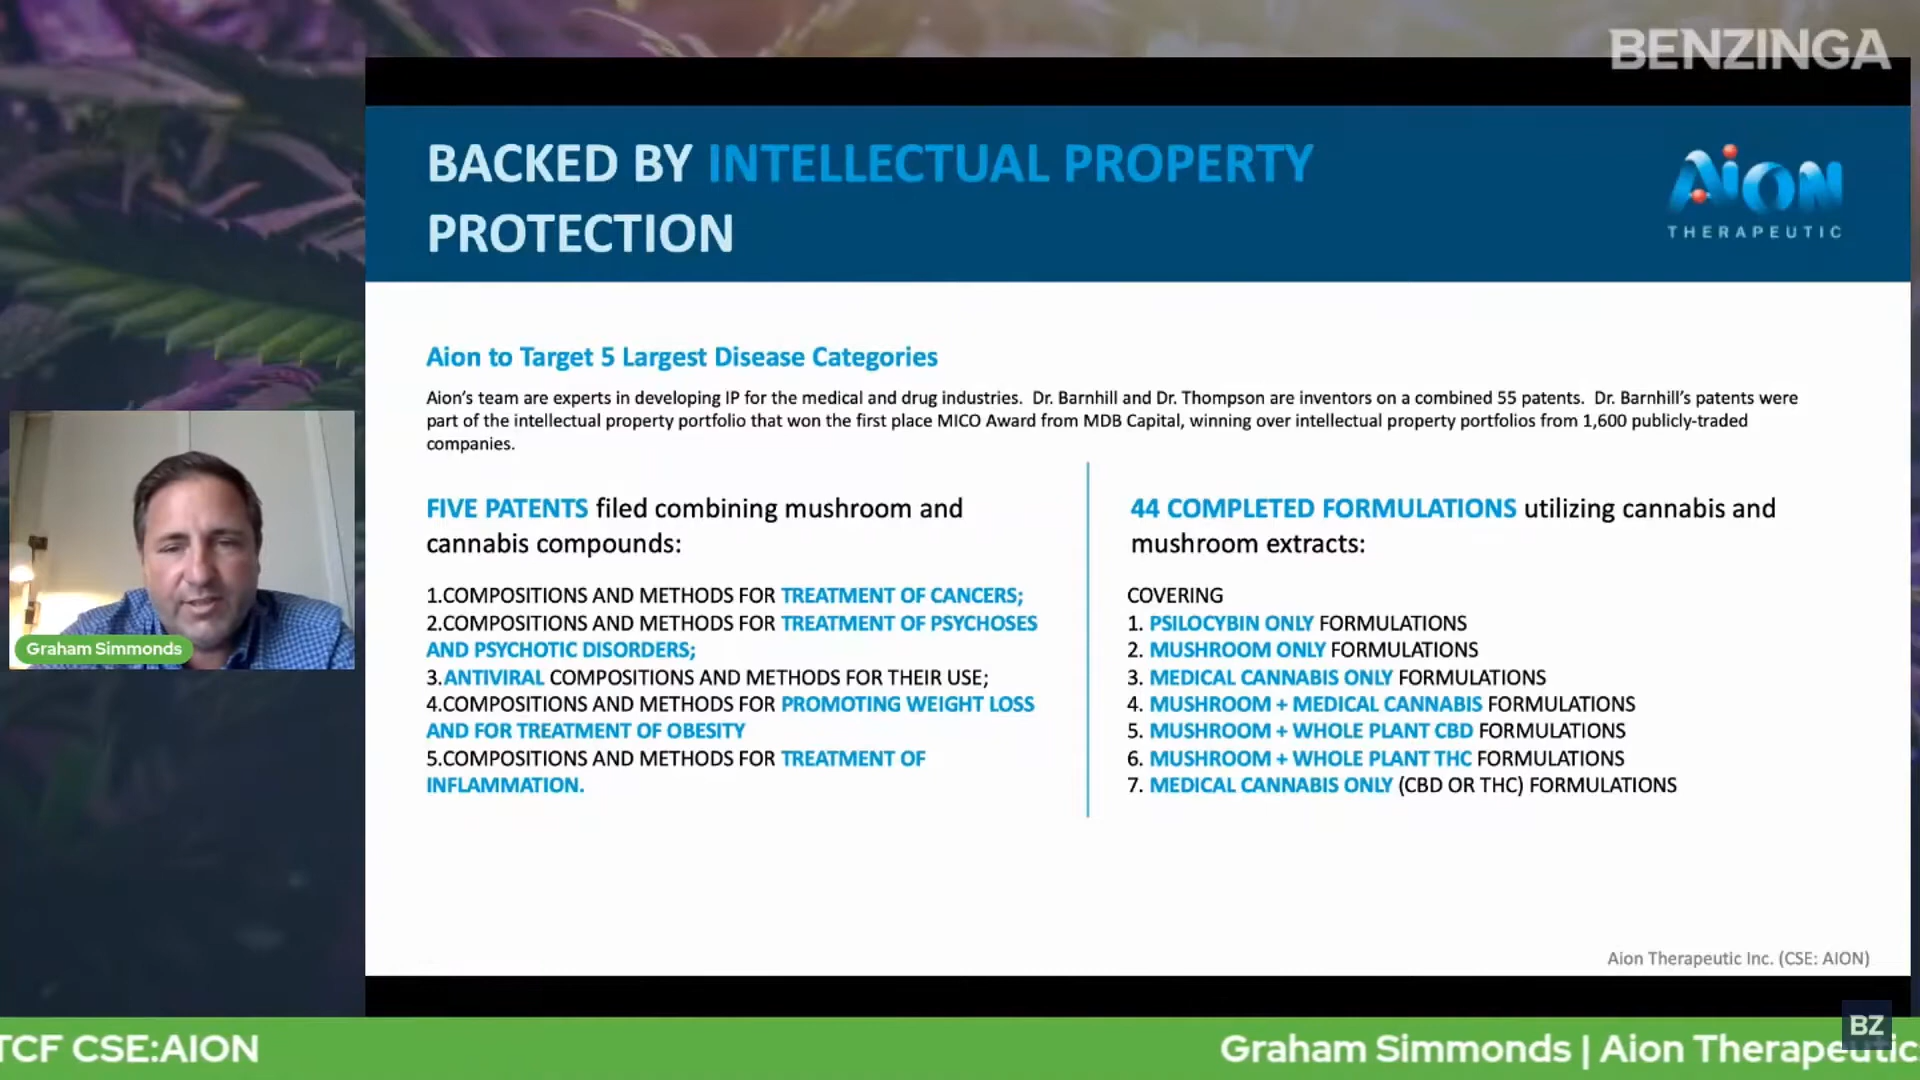 BENZINGA
BACKED BY INTELLECTUAL PROPERTY
PROTECTION
AION
THERAPEUTIC
Aion to Target 5 Largest Disease Categories
Aion's team are experts in developing IP for the medical and drug industries. Dr. Barnhill and Dr. Thompson are inventors on a combined 55 patents. Dr. Barnhill's patents were
part of the intellectual property portfolio that won the first place MICO Award from MDB Capital, winning over intellectual property portfolios from 1,600 publicly-traded
companies.
FIVE PATENTS filed combining mushroom and
cannabis compounds:
1.COMPOSITIONS AND METHODS FOR TREATMENT OF CANCERS;
2.COMPOSITIONS AND METHODS FOR TREATMENT OF PSYCHOSES
AND PSYCHOTIC DISORDERS;
3.ANTIVIRAL COMPOSITIONS AND METHODS FOR THEIR USE;
4.COMPOSITIONS AND METHODS FOR PROMOTING WEIGHT LOSS
AND FOR TREATMENT OF OBESITY
5.COMPOSITIONS AND METHODS FOR TREATMENT OF
INFLAMMATION.
44 COMPLETED FORMULATIONS utilizing cannabis and
mushroom extracts:
COVERING
1. PSILOCYBIN ONLY FORMULATIONS
2. MUSHROOM ONLY FORMULATIONS
3. MEDICAL CANNABIS ONLY FORMULATIONS
4. MUSHROOM + MEDICAL CANNABIS FORMULATIONS
5. MUSHROOM + WHOLE PLANT CBD FORMULATIONS
6. MUSHROOM + WHOLE PLANT THC FORMULATIONS
7. MEDICAL CANNABIS ONLY (CBD OR THC) FORMULATIONS
Graham Simmonds
Aion Therapeutic Inc. (CSE: AION)
BZ
TCF CSE:AION
Graham Simmonds | Aion Therapeutic